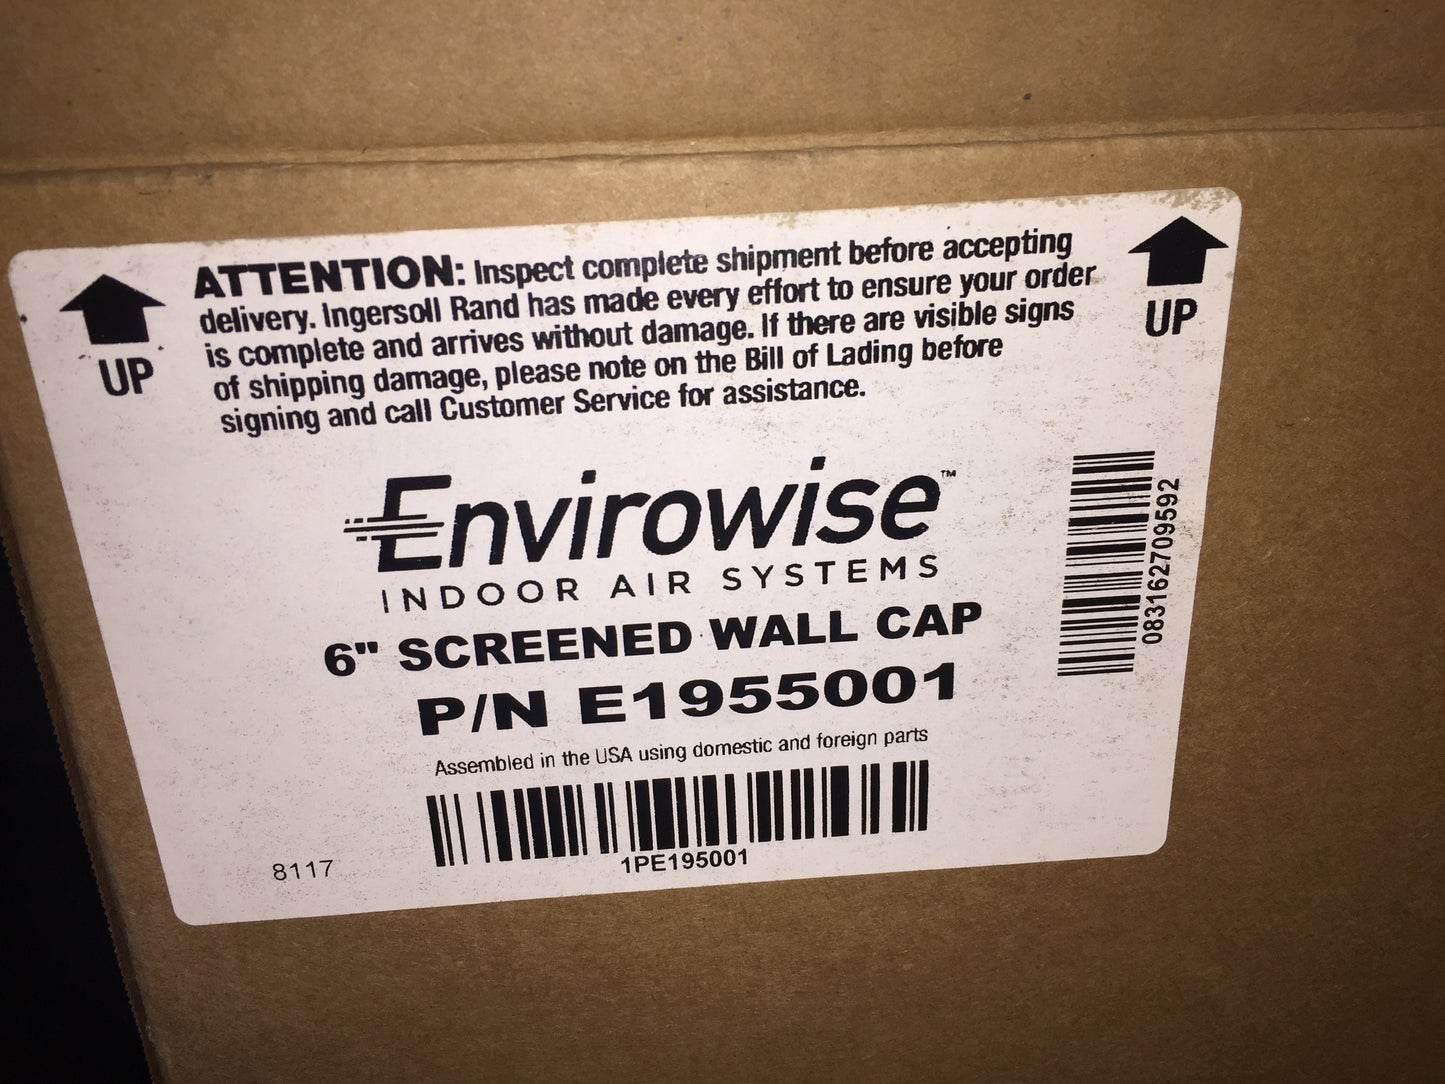 ATTENTION: Inspect complete shipment before accepting
delivery. Ingersoll Rand has made every effort to ensure your order
is complete and arrives without damage. If there are visible signs
of shipping damage, please note on the Bill of Lading before
signing and call Customer Service for assistance.
UP
UP
Envirowise™
INDOOR AIR SYSTEMS
6" SCREENED WALL CAP
P/N E1955001
Assembled in the USA using domestic and foreign parts
1PE195001
8117
083162709592